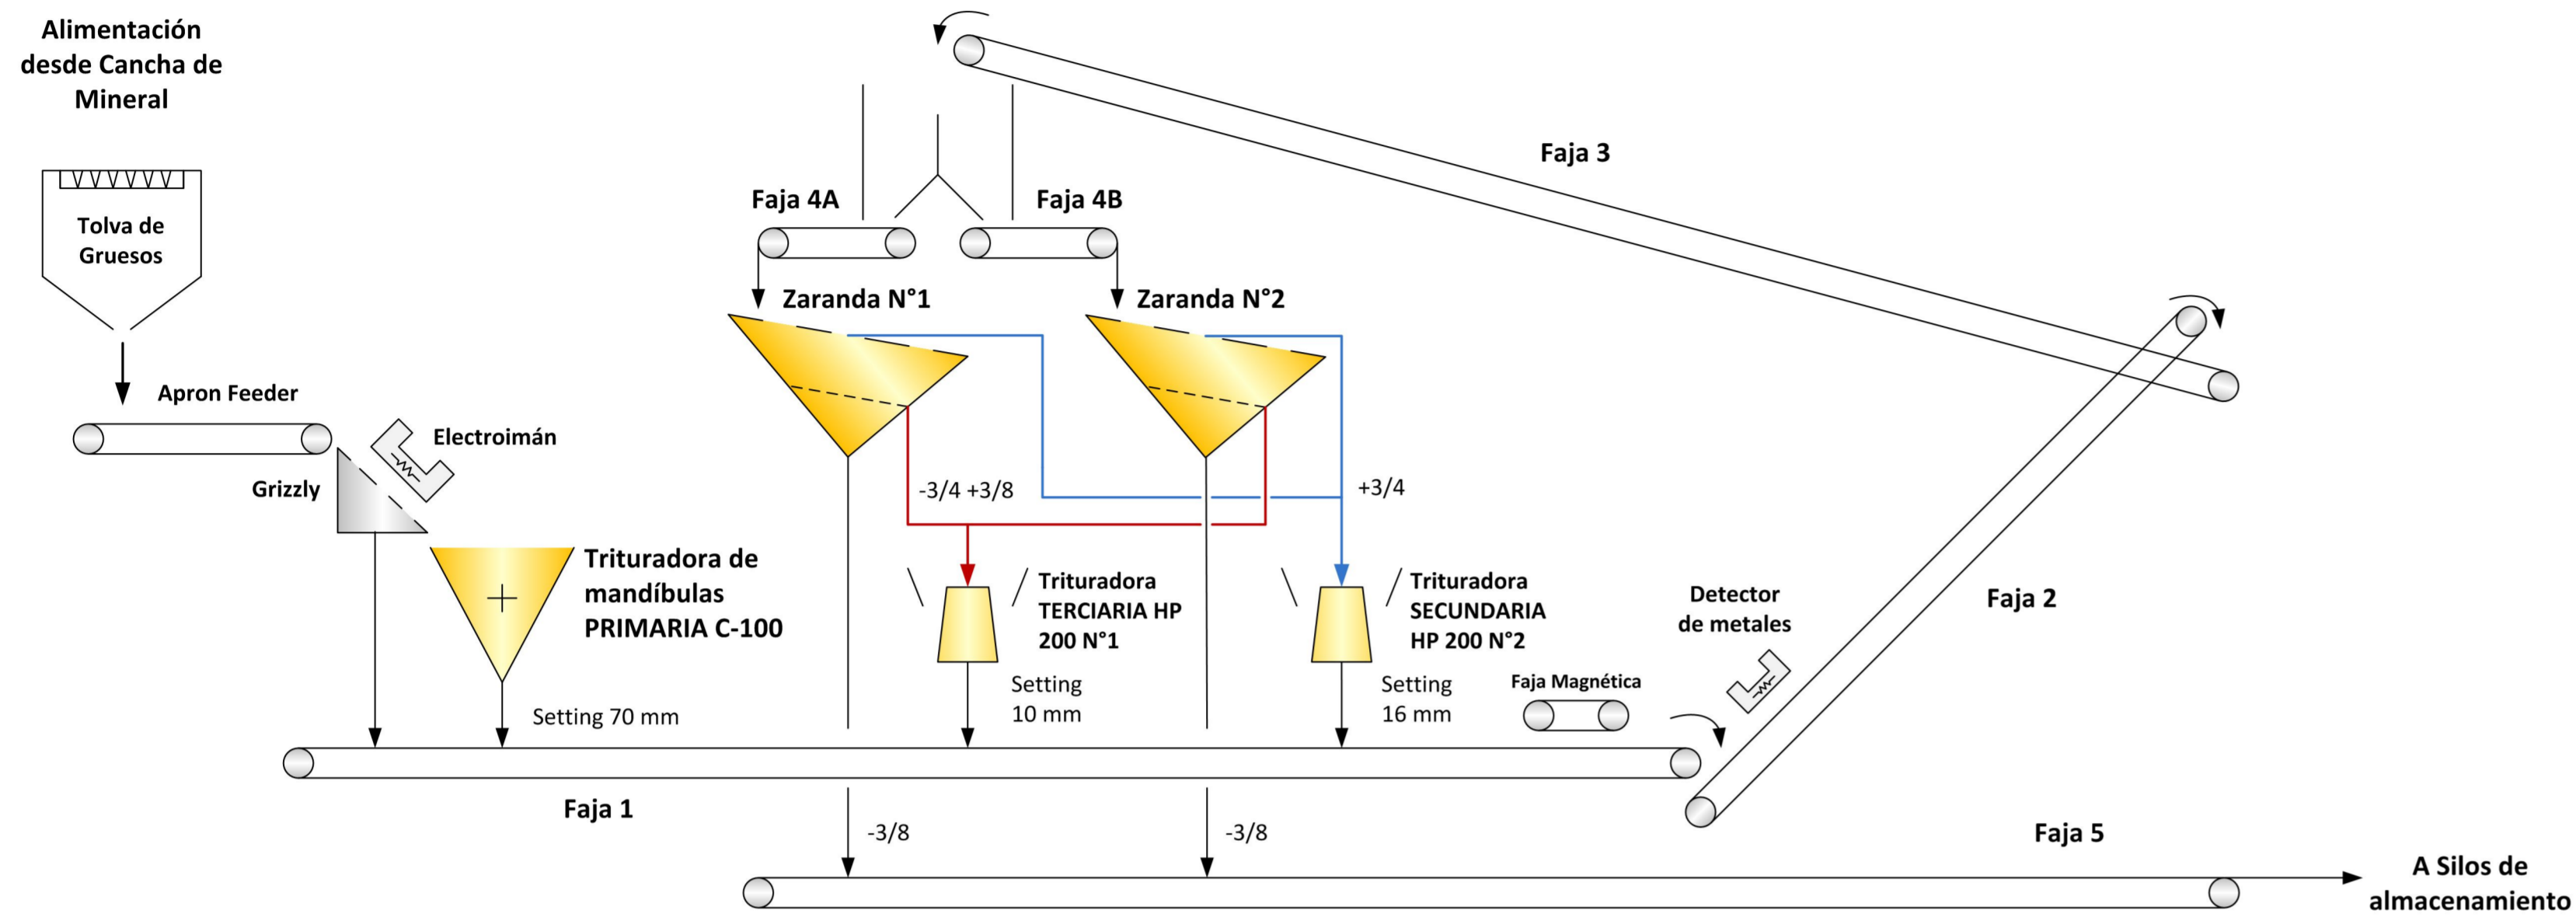 Alimentación
desde Cancha de
Mineral
Tolva de
Gruesos
Apron Feeder
Electroimán
Grizzly
Trituradora de
mandíbulas
PRIMARIA C-100
Setting 70 mm
Faja 1
Faja 4A
Faja 4B
Faja 3
Zaranda N°1
Zaranda N°2
-3/4 +3/8
+3/4
Trituradora
TERCIARIA HP
200 N°1
Setting
10 mm
Trituradora
SECUNDARIA
HP 200 N°2
Setting
16 mm
Faja Magnética
Detector
de metales
Faja 2
-3/8
-3/8
Faja 5
A Silos de
almacenamiento